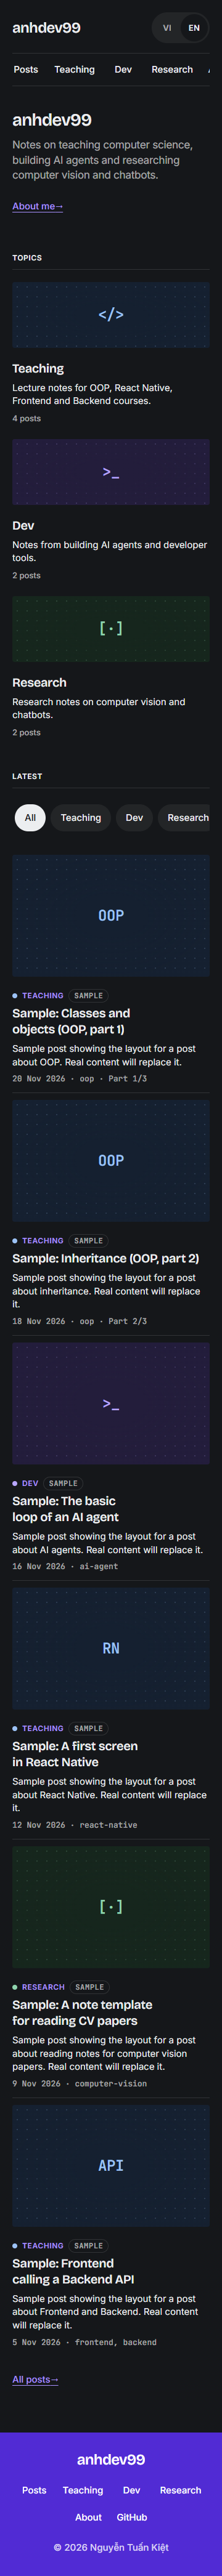 anhdev99
VI EN
Posts Teaching Dev Research
anhdev99
Notes on teaching computer science,
building AI agents and researching
computer vision and chatbots.
About me→
TOPICS
</>
Teaching
Lecture notes for OOP, React Native,
Frontend and Backend courses.
4 posts
>_
Dev
Notes from building AI agents and developer
tools.
2 posts
[·]
Research
Research notes on computer vision and
chatbots.
2 posts
LATEST
All Teaching Dev Research
OOP
TEACHING SAMPLE
Sample: Classes and
objects (OOP, part 1)
Sample post showing the layout for a post
about OOP. Real content will replace it.
20 Nov 2026 · oop · Part 1/3
OOP
TEACHING SAMPLE
Sample: Inheritance (OOP, part 2)
Sample post showing the layout for a post
about inheritance. Real content will replace
it.
18 Nov 2026 · oop · Part 2/3
>_
DEV SAMPLE
Sample: The basic
loop of an AI agent
Sample post showing the layout for a post
about AI agents. Real content will replace it.
16 Nov 2026 · ai-agent
RN
TEACHING SAMPLE
Sample: A first screen
in React Native
Sample post showing the layout for a post
about React Native. Real content will replace
it.
12 Nov 2026 · react-native
[·]
RESEARCH SAMPLE
Sample: A note template
for reading CV papers
Sample post showing the layout for a post
about reading notes for computer vision
papers. Real content will replace it.
9 Nov 2026 · computer-vision
API
TEACHING SAMPLE
Sample: Frontend
calling a Backend API
Sample post showing the layout for a post
about Frontend and Backend. Real content
will replace it.
5 Nov 2026 · frontend, backend
All posts→
anhdev99
Posts Teaching Dev Research
About GitHub
© 2026 Nguyễn Tuấn Kiệt